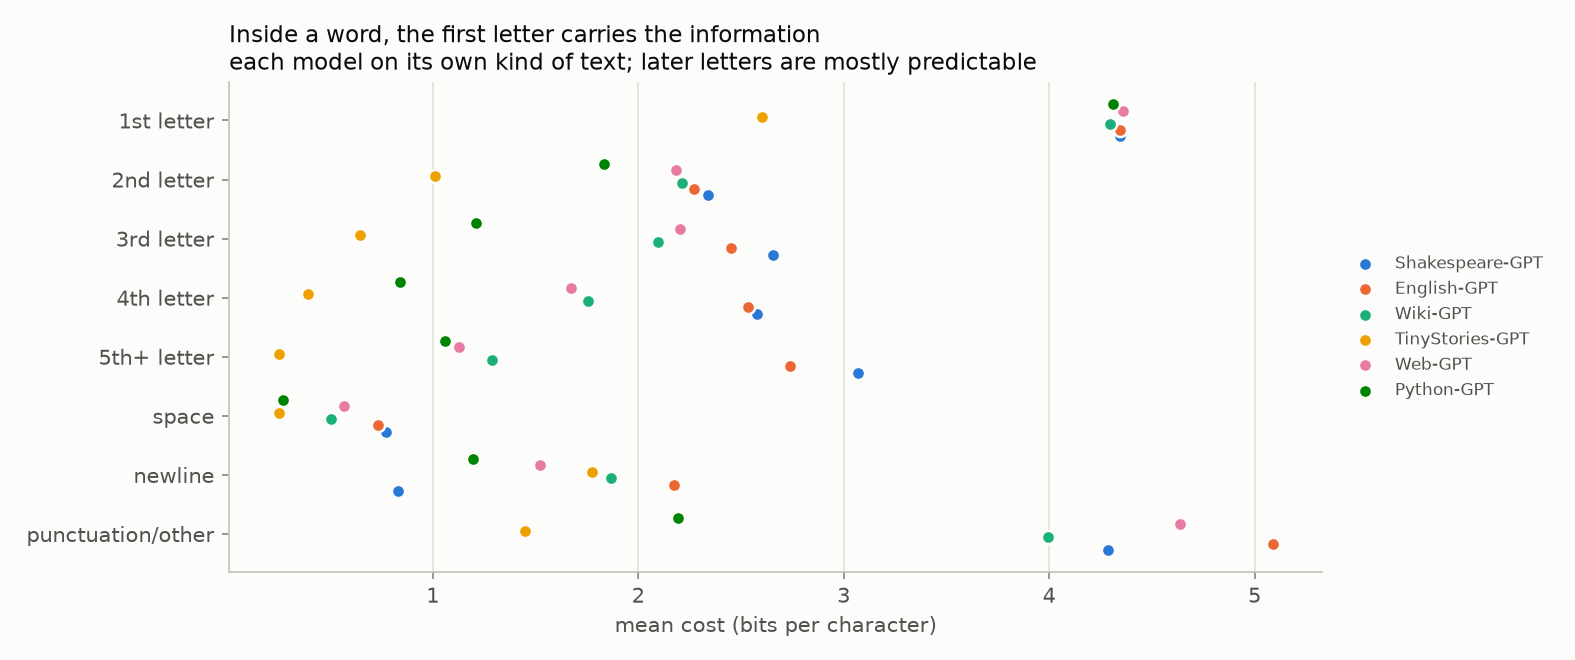 Inside a word, the first letter carries the information
each model on its own kind of text; later letters are mostly predictable
1st letter
2nd letter
3rd letter
4th letter
5th+ letter
space
newline
punctuation/other
1
2
3
4
5
mean cost (bits per character)
Shakespeare-GPT
English-GPT
Wiki-GPT
TinyStories-GPT
Web-GPT
Python-GPT